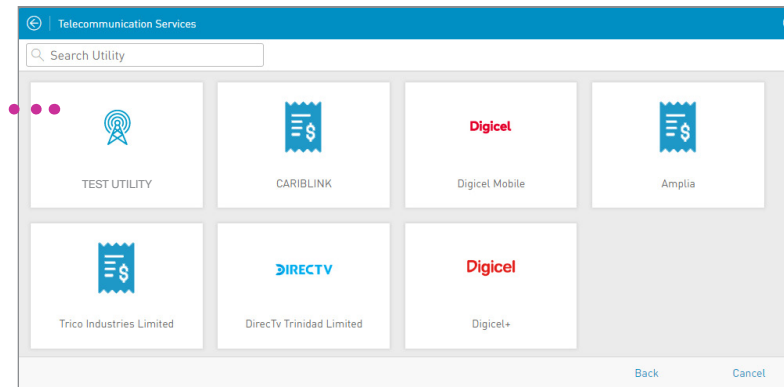 Telecommunication Services
Search Utility
Digicel
TEST UTILITY
CARIBLINK
Digicel Mobile
Amplia
DIRECTV
Digicel
Trico Industries Limited
DirecTv Trinidad Limited
Digicel+
Back
Cancel